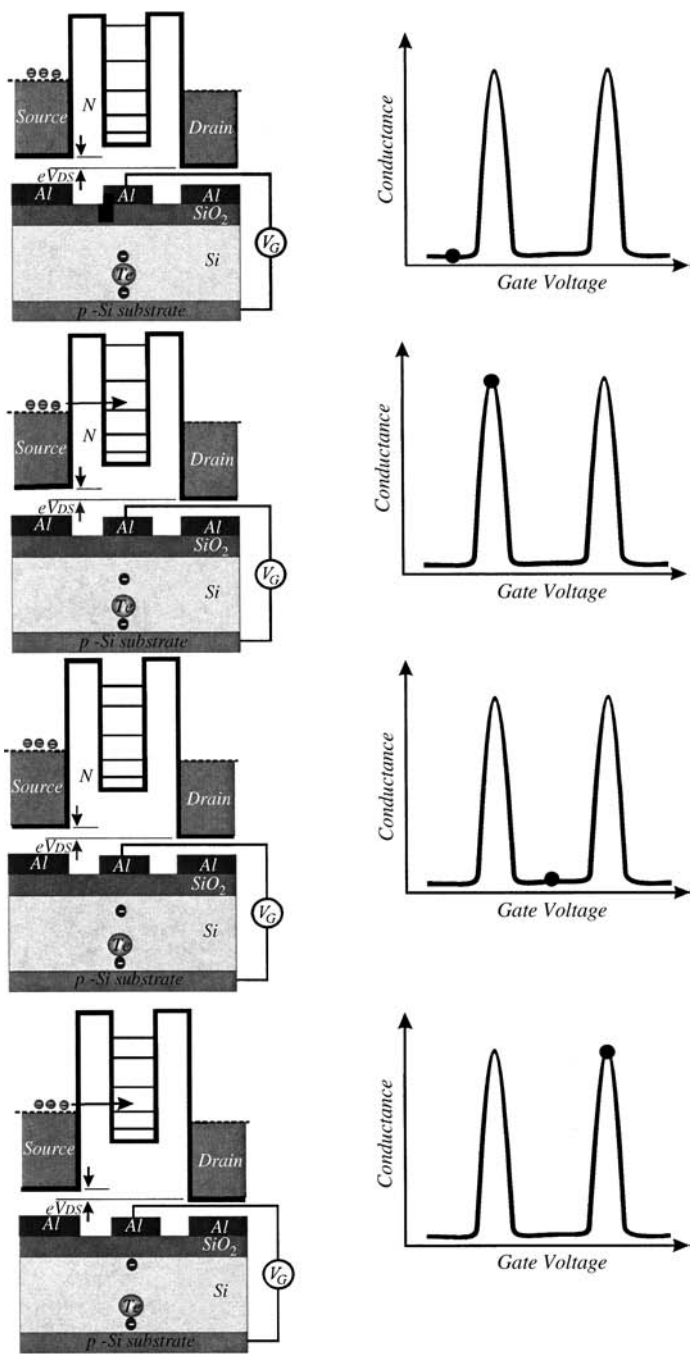 Source
N
Drain
eVDS
Al Al Al
SiO2
Te
Si
VG
p -Si substrate
Conductance
Gate Voltage
Source
N
Drain
eVDS
Al Al Al
SiO2
Te
Si
VG
p -Si substrate
Conductance
Gate Voltage
Source
N
Drain
eVDS
Al Al Al
SiO2
Te
Si
VG
p -Si substrate
Conductance
Gate Voltage
Source
Drain
eVDS
Al Al Al
SiO2
Te
Si
VG
p -Si substrate
Conductance
Gate Voltage